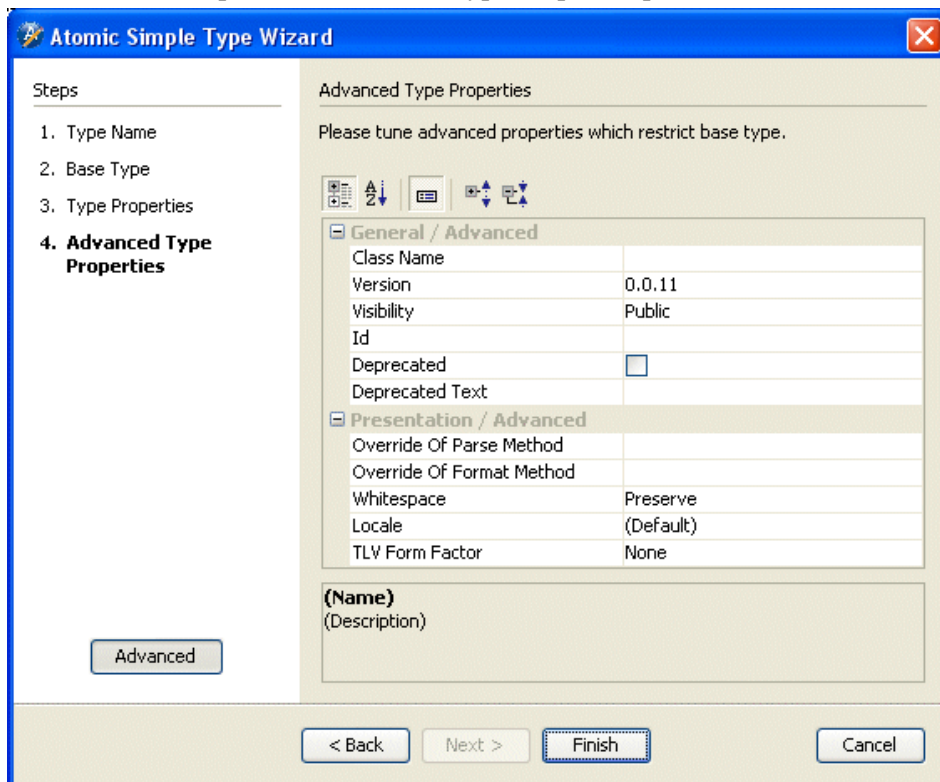 Atomic Simple Type Wizard
Steps
1. Type Name
2. Base Type
3. Type Properties
4. Advanced Type
Properties
Advanced
Advanced Type Properties
Please tune advanced properties which restrict base type.
General / Advanced
Class Name
Version 0.0.11
Visibility Public
Id
Deprecated
Deprecated Text
Presentation / Advanced
Override Of Parse Method
Override Of Format Method
Whitespace Preserve
Locale (Default)
TLV Form Factor None
(Name)
(Description)
< Back Next > Finish Cancel